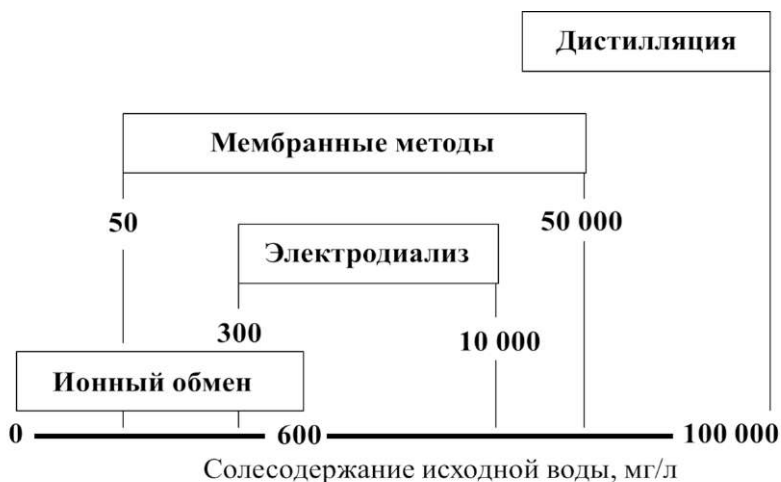 Дистилляция
Мембранные методы
50
50 000
Электродиализ
300
10 000
Ионный обмен
0
600
100 000
Солесодержание исходной воды, мг/л